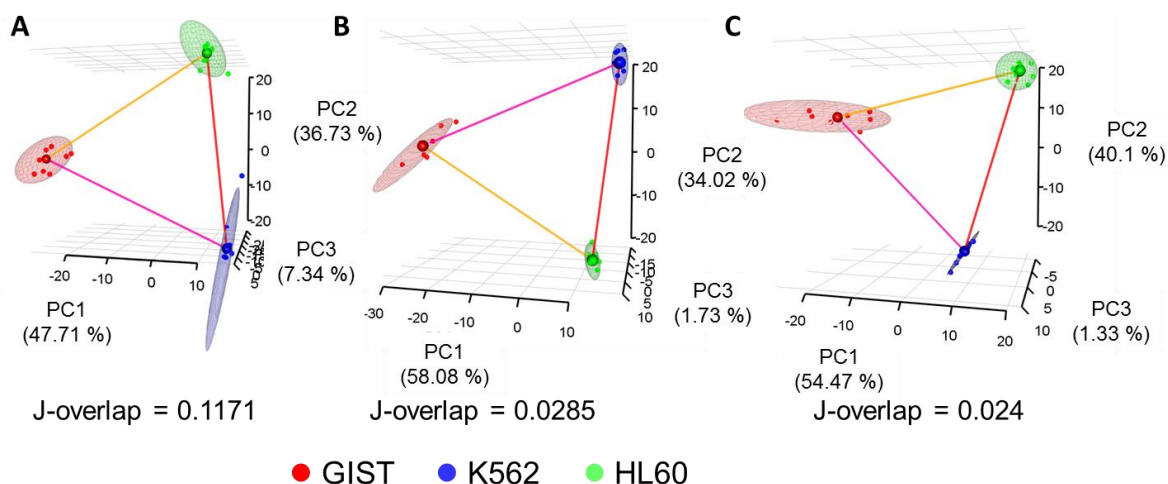 A
PC2
(36.73 %)
20
10
0
-10
-20
5
PC3
(7.34 %)
-20
-10
0
10
PC1
(47.71 %)
J-overlap = 0.1171
B
20
10
0
-10
-20
PC2
(34.02 %)
-15
-10
-5
0
5
PC3
(1.73 %)
-30
-20
-10
0
10
PC1
(58.08 %)
J-overlap = 0.0285
C
20
10
0
-10
-20
PC2
(40.1 %)
-5
0
5
10
PC3
(1.33 %)
-20
-10
0
10
20
PC1
(54.47 %)
J-overlap = 0.024
GIST
K562
HL60